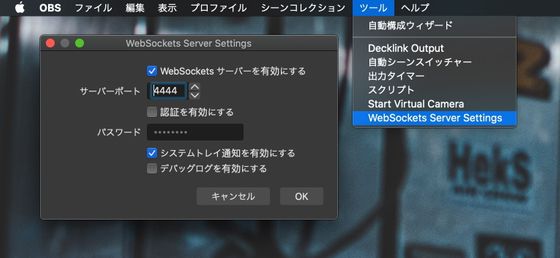 OBS ファイル 編集 表示 プロファイル シーンコレクション ツール ヘルプ
自動構成ウィザード
Decklink Output
自動シーンスイッチャー
出力タイマー
スクリプト
Start Virtual Camera
WebSockets Server Settings
WebSockets Server Settings
WebSockets サーバーを有効にする
サーバーポート 4444
認証を有効にする
パスワード ••••••••
システムトレイ通知を有効にする
デバッグログを有効にする
キャンセル OK
HekS